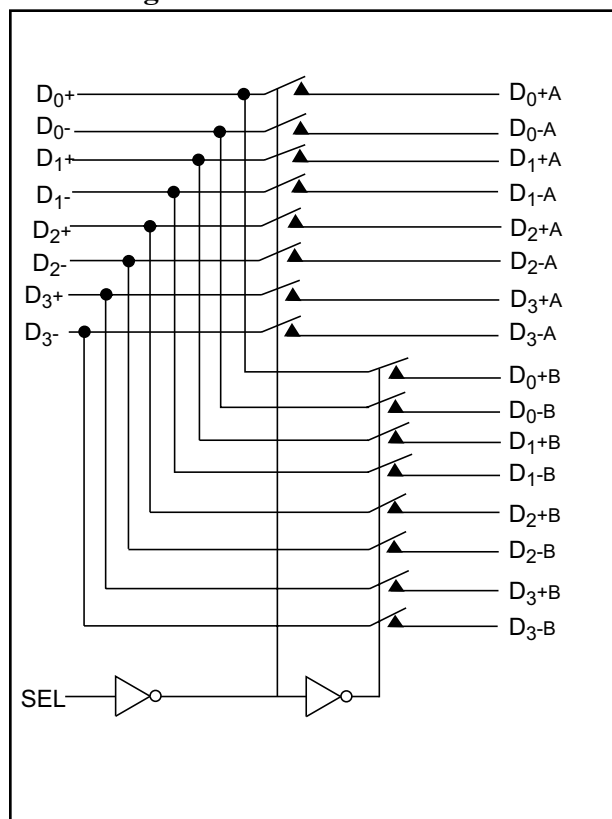 D0+ D0+A
D0- D0-A
D1+ D1+A
D1- D1-A
D2+ D2+A
D2- D2-A
D3+ D3+A
D3- D3-A
D0+B
D0-B
D1+B
D1-B
D2+B
D2-B
D3+B
D3-B
SEL